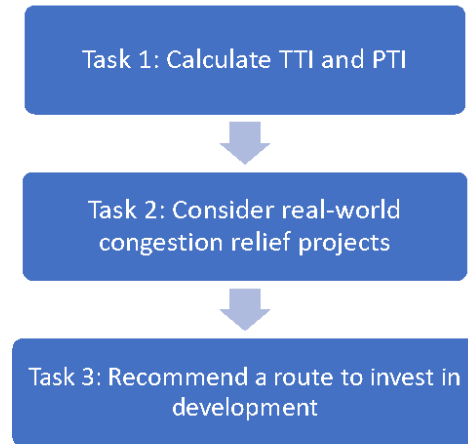 Task 1: Calculate TTI and PTI
Task 2: Consider real-world
congestion relief projects
Task 3: Recommend a route to invest in
development